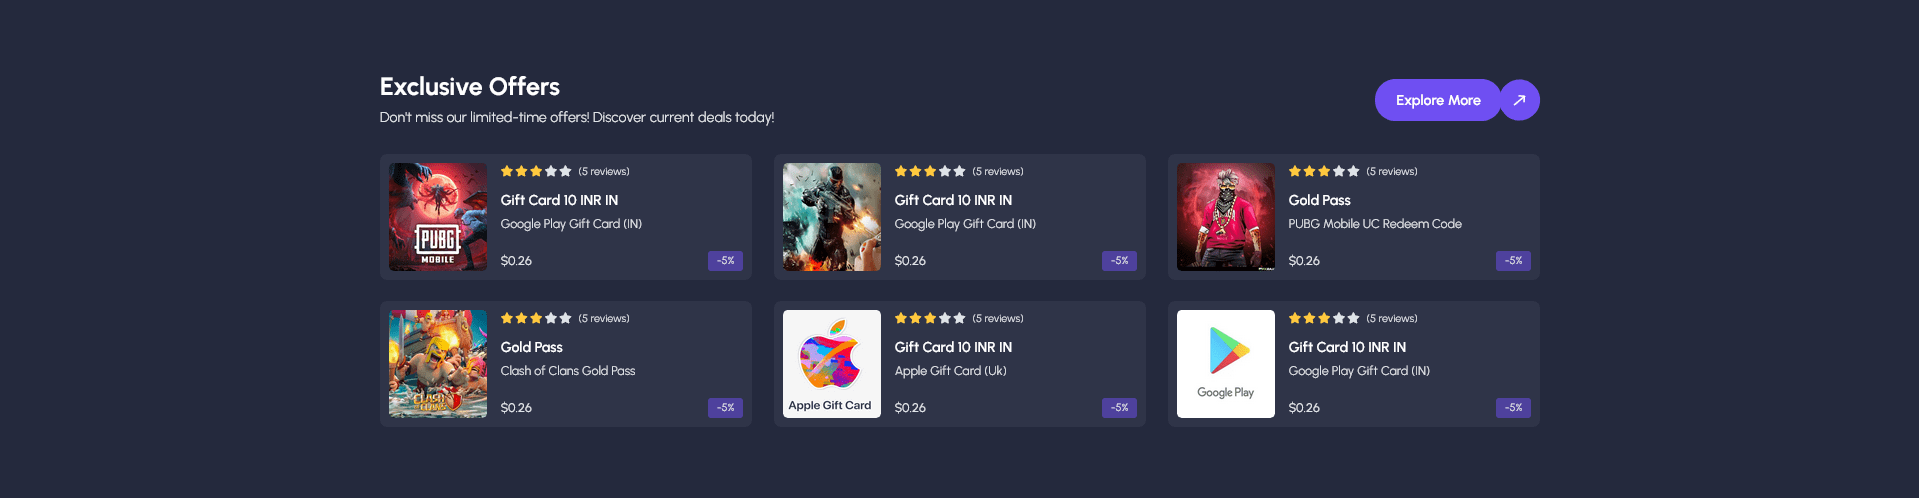 Exclusive Offers
Don't miss our limited-time offers! Discover current deals today!
Explore More
PUBG
MOBILE
(5 reviews)
Gift Card 10 INR IN
Google Play Gift Card (IN)
$0.26
-5%
(5 reviews)
Gift Card 10 INR IN
Google Play Gift Card (IN)
$0.26
-5%
(5 reviews)
Gold Pass
PUBG Mobile UC Redeem Code
$0.26
-5%
CLASH
OF CLANS
(5 reviews)
Gold Pass
Clash of Clans Gold Pass
$0.26
-5%
Apple Gift Card
(5 reviews)
Gift Card 10 INR IN
Apple Gift Card (Uk)
$0.26
-5%
Google Play
(5 reviews)
Gift Card 10 INR IN
Google Play Gift Card (IN)
$0.26
-5%